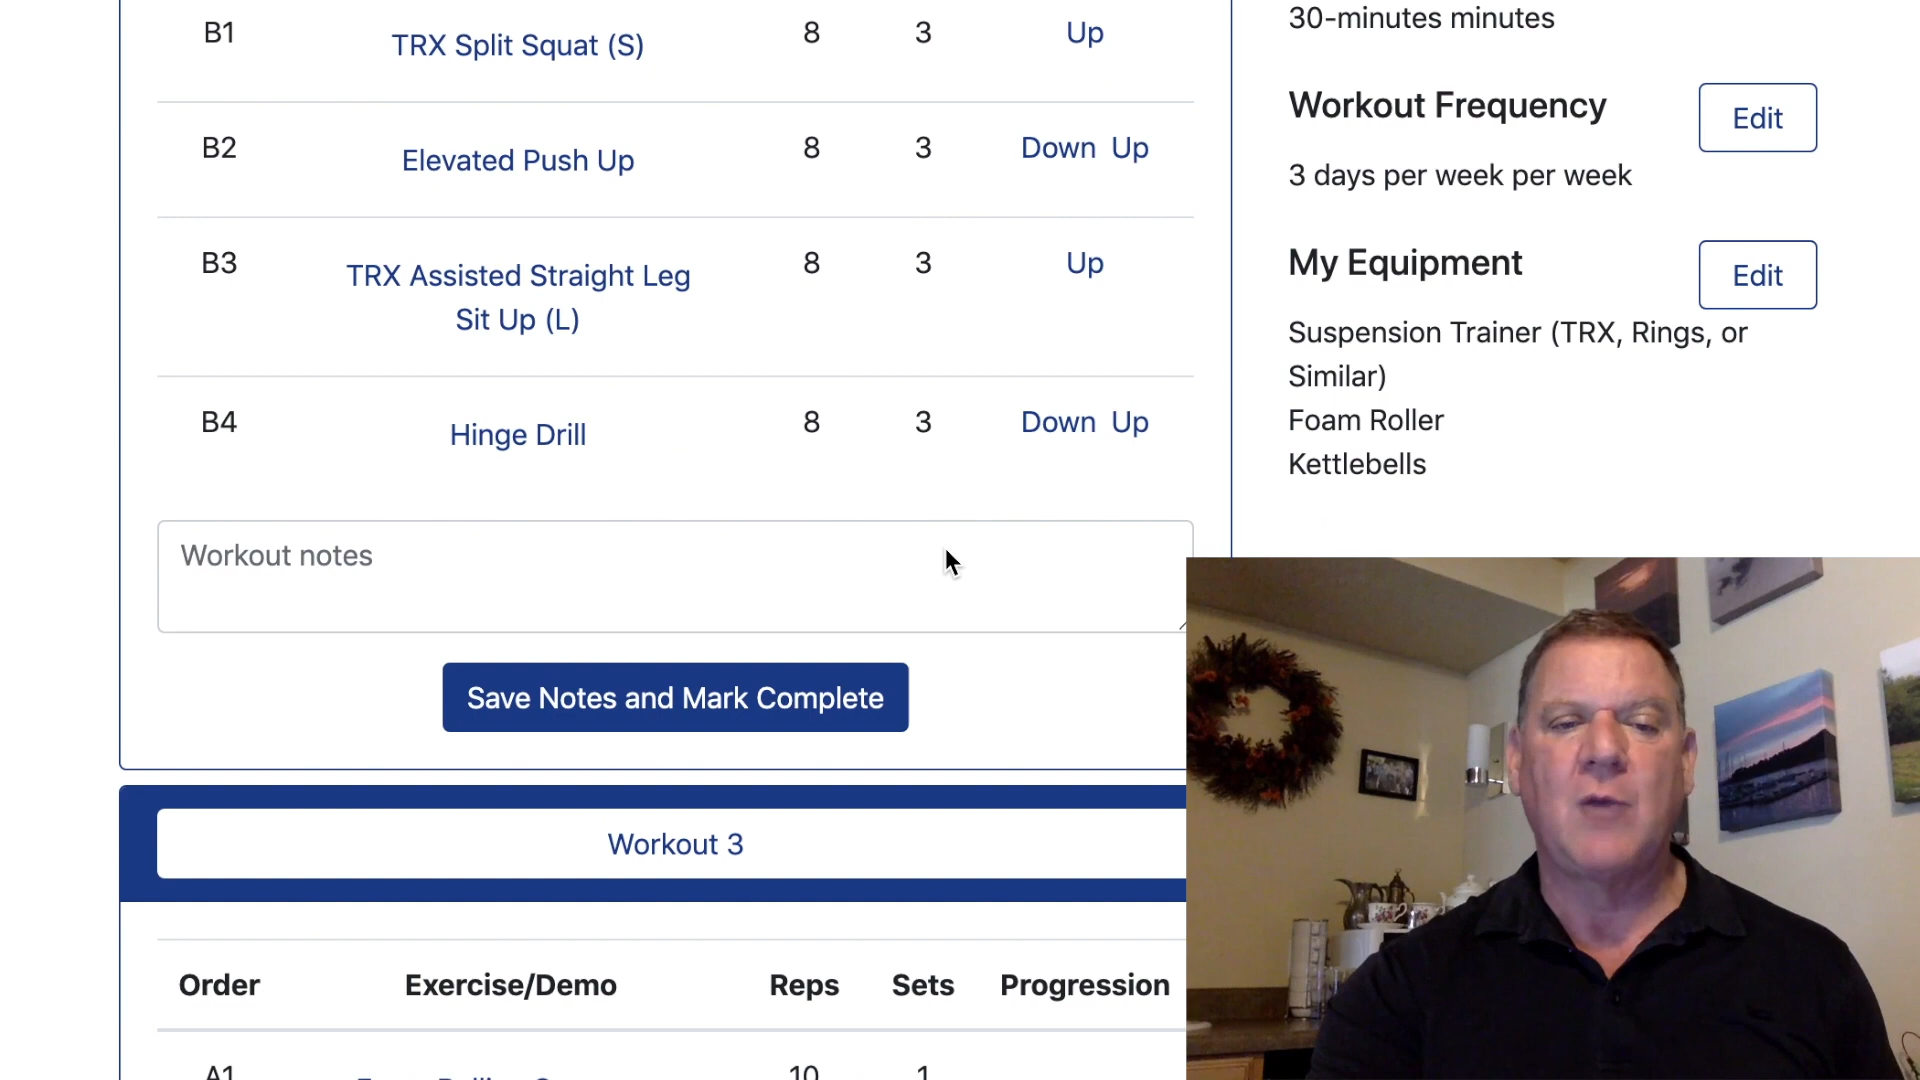 B1 TRX Split Squat (S) 8 3 Up
B2 Elevated Push Up 8 3 Down Up
B3 TRX Assisted Straight Leg 8 3 Up
Sit Up (L)
B4 Hinge Drill 8 3 Down Up
Workout notes
Save Notes and Mark Complete
Workout 3
Order Exercise/Demo Reps Sets Progression
A1 10 1
30-minutes minutes
Workout Frequency Edit
3 days per week per week
My Equipment Edit
Suspension Trainer (TRX, Rings, or
Similar)
Foam Roller
Kettlebells